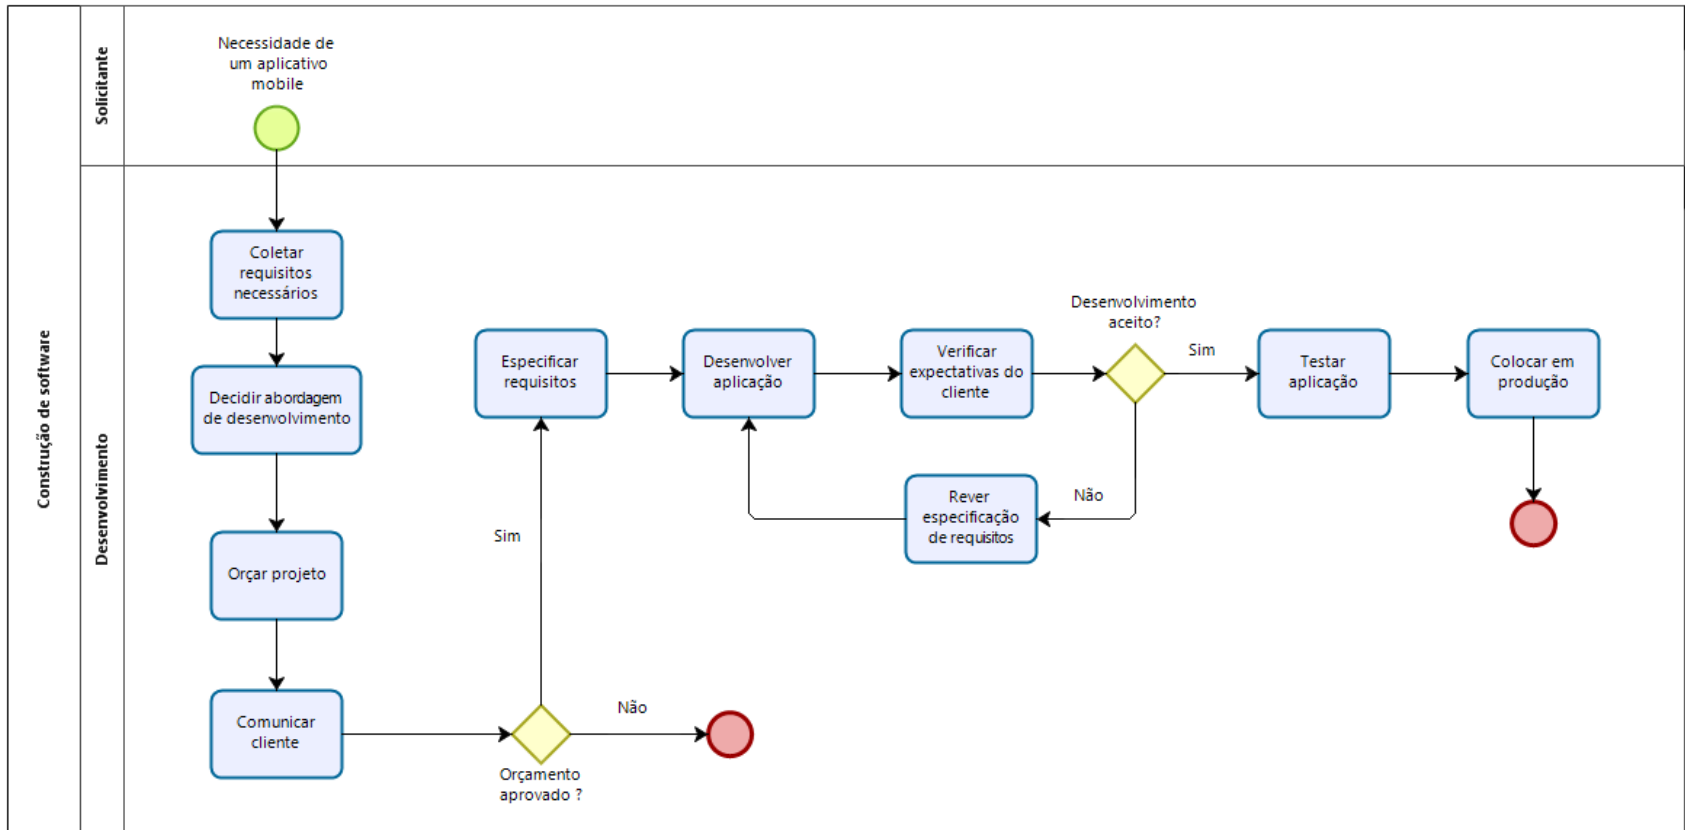 Construção de software
Solicitante
Desenvolvimento
Necessidade de
um aplicativo
mobile
Coletar
requisitos
necessários
Decidir abordagem
de desenvolvimento
Orçar projeto
Comunicar
cliente
Orçamento
aprovado ?
Não
Sim
Especificar
requisitos
Desenvolver
aplicação
Verificar
expectativas do
cliente
Desenvolvimento
aceito?
Não
Rever
especificação
de requisitos
Sim
Testar
aplicação
Colocar em
produção